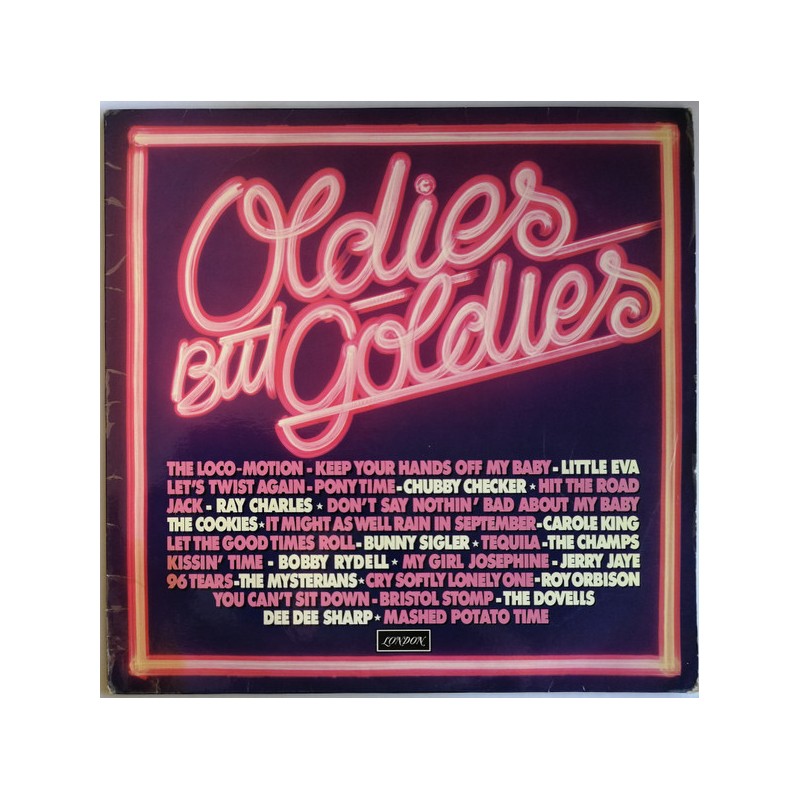 Oldies
But Goldies
THE LOCO-MOTION - KEEP YOUR HANDS OFF MY BABY - LITTLE EVA
LET'S TWIST AGAIN - PONY TIME - CHUBBY CHECKER ★ HIT THE ROAD
JACK - RAY CHARLES ★ DON'T SAY NOTHIN' BAD ABOUT MY BABY
THE COOKIES ★ IT MIGHT AS WELL RAIN IN SEPTEMBER - CAROLE KING
LET THE GOOD TIMES ROLL - BUNNY SIGLER ★ TEQUILA - THE CHAMPS
KISSIN' TIME - BOBBY RYDELL ★ MY GIRL JOSEPHINE - JERRY JAYE
96 TEARS - THE MYSTERIANS ★ CRY SOFTLY LONELY ONE - ROY ORBISON
YOU CAN'T SIT DOWN - BRISTOL STOMP - THE DOVELLS
DEE DEE SHARP ★ MASHED POTATO TIME
LONDON